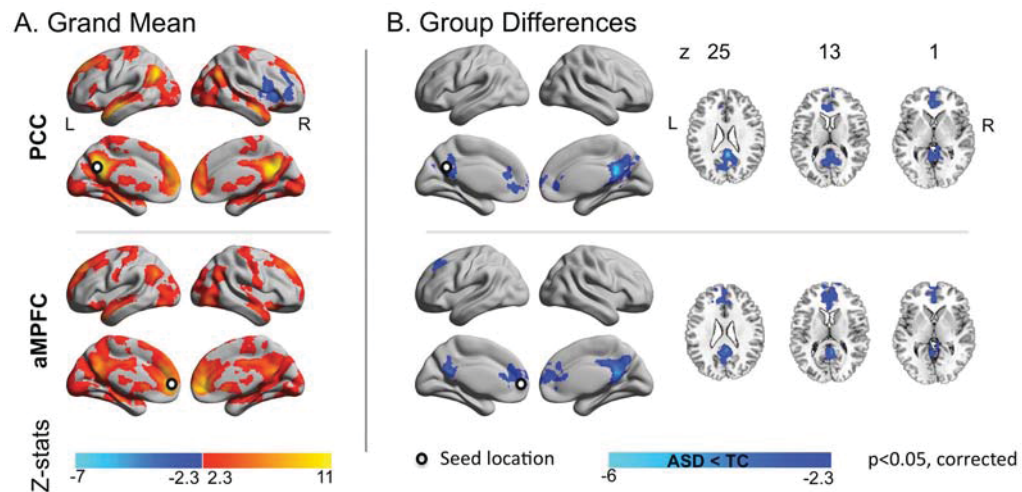 A. Grand Mean
B. Group Differences
z 25 13 1
PCC
L R
L R
aMPFC
Z-stats
-7 -2.3 2.3 11
Seed location
ASD < TC
-6 -2.3
p<0.05, corrected